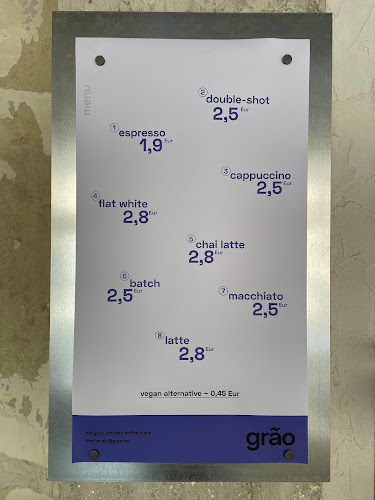 menu
① espresso
1,9 Eur
② double-shot
2,5 Eur
③ cappuccino
2,5 Eur
④ flat white
2,8 Eur
⑤ chai latte
2,8 Eur
⑥ batch
2,5 Eur
⑦ macchiato
2,5 Eur
⑧ latte
2,8 Eur
vegan alternative – 0,45 Eur
grão